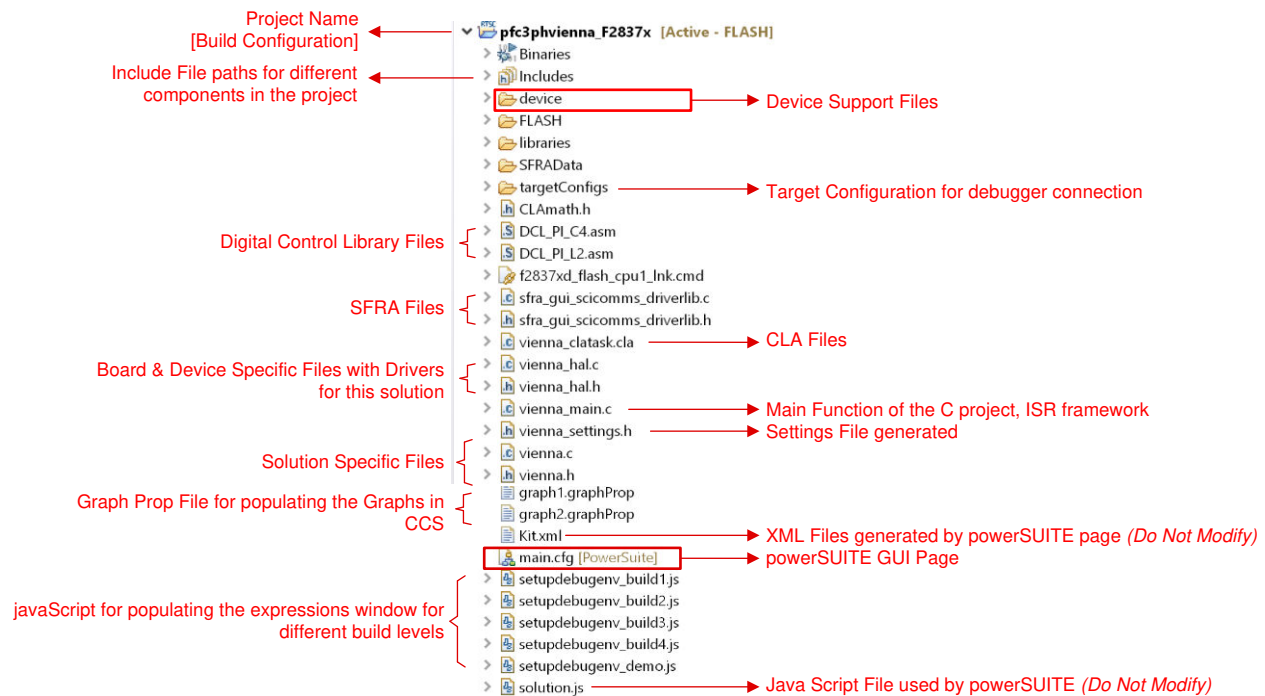 Project Name
[Build Configuration]
RTSC
pfc3phvienna_F2837x [Active - FLASH]
Binaries
Include File paths for different
components in the project
Includes
device
Device Support Files
FLASH
libraries
SFRAData
targetConfigs
Target Configuration for debugger connection
CLAmath.h
Digital Control Library Files
DCL_PI_C4.asm
DCL_PI_L2.asm
f2837xd_flash_cpu1_lnk.cmd
SFRA Files
sfra_gui_scicomms_driverlib.c
sfra_gui_scicomms_driverlib.h
vienna_clatask.cla
CLA Files
Board & Device Specific Files with Drivers
for this solution
vienna_hal.c
vienna_hal.h
vienna_main.c
Main Function of the C project, ISR framework
vienna_settings.h
Settings File generated
Solution Specific Files
vienna.c
vienna.h
Graph Prop File for populating the Graphs in
CCS
graph1.graphProp
graph2.graphProp
Kit.xml
XML Files generated by powerSUITE page (Do Not Modify)
main.cfg [PowerSuite]
powerSUITE GUI Page
javaScript for populating the expressions window for
different build levels
setupdebugenv_build1.js
setupdebugenv_build2.js
setupdebugenv_build3.js
setupdebugenv_build4.js
setupdebugenv_demo.js
solution.js
Java Script File used by powerSUITE (Do Not Modify)